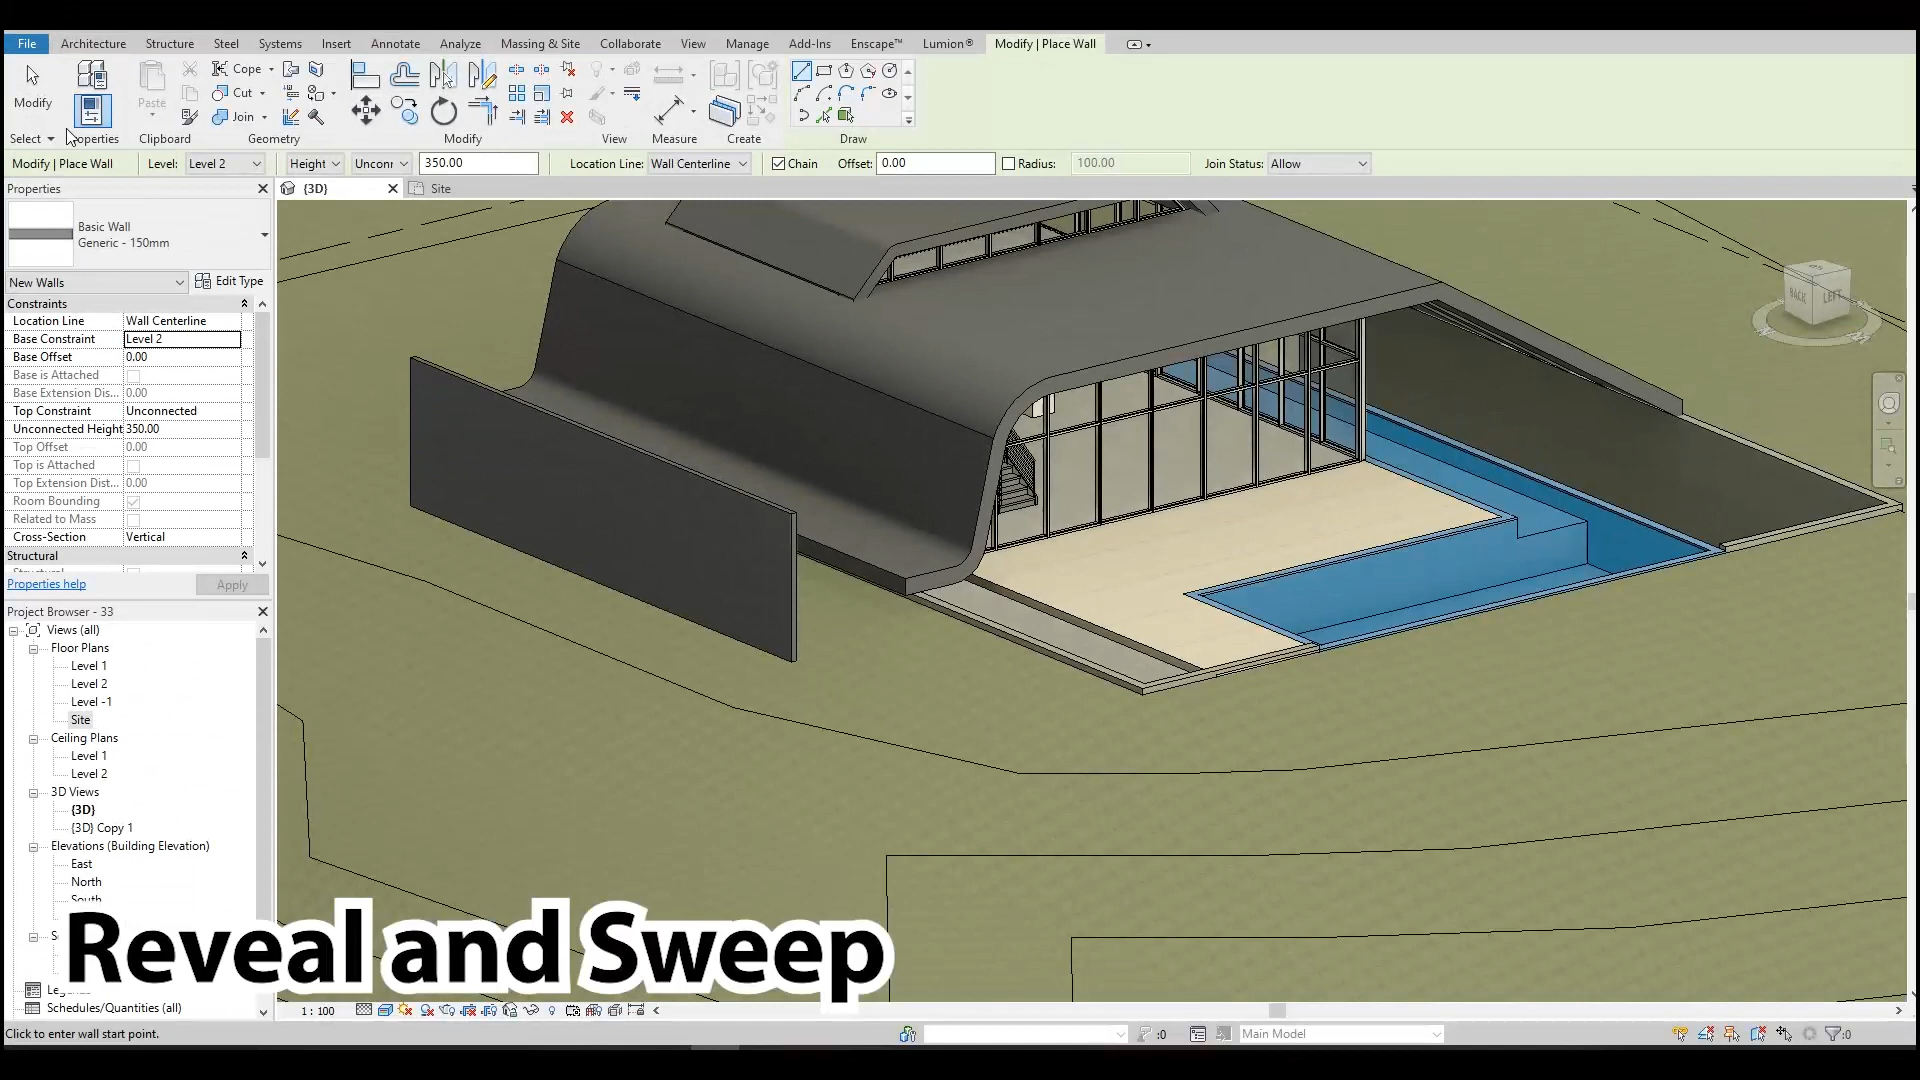 File Architecture Structure Steel Systems Insert Annotate Analyze Massing & Site Collaborate View Manage Add-Ins Enscape™ Lumion® Modify | Place Wall
Modify
Paste
Cope
Cut
Join
Select Properties Clipboard Geometry Modify View Measure Create Draw
Modify | Place Wall Level: Level 2 Height Uncon 350.00 Location Line: Wall Centerline Chain Offset: 0.00 Radius: 100.00 Join Status: Allow
Properties
{3D} Site
Basic Wall
Generic - 150mm
New Walls Edit Type
Constraints
Location Line Wall Centerline
Base Constraint Level 2
Base Offset 0.00
Base is Attached
Base Extension Dis... 0.00
Top Constraint Unconnected
Unconnected Height 350.00
Top Offset 0.00
Top is Attached
Top Extension Dist... 0.00
Room Bounding
Related to Mass
Cross-Section Vertical
Structural
Properties help Apply
Project Browser - 33
Views (all)
Floor Plans
Level 1
Level 2
Level -1
Site
Ceiling Plans
Level 1
Level 2
3D Views
{3D}
{3D} Copy 1
Elevations (Building Elevation)
East
North
South
Reveal and Sweep
Schedules/Quantities (all)
BACK LEFT
1 : 100
Click to enter wall start point.
:0 Main Model :0